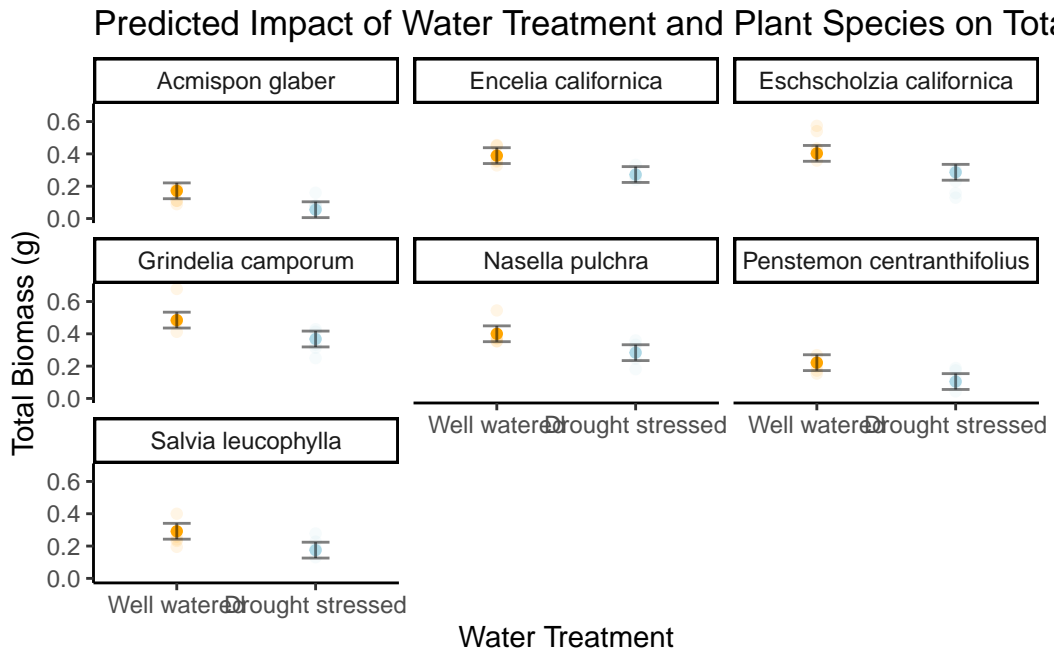 Predicted Impact of Water Treatment and Plant Species on Tota
Acmispon glaber
Encelia californica
Eschscholzia californica
0.6
0.4
0.2
0.0
Grindelia camporum
Nasella pulchra
Penstemon centranthifolius
0.6
0.4
0.2
0.0
Well watered
Drought stressed
Well watered
Drought stressed
Salvia leucophylla
0.6
0.4
0.2
0.0
Well watered
Drought stressed
Total Biomass (g)
Water Treatment